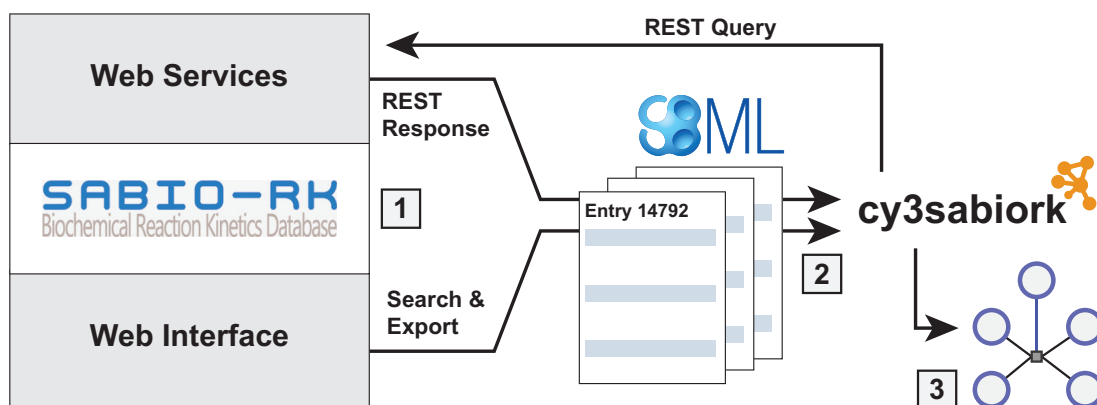 REST Query
Web Services
REST
Response
SBML
SABIO-RK
Biochemical Reaction Kinetics Database
1
Entry 14792
cy3sabiork
2
Search &
Export
Web Interface
3